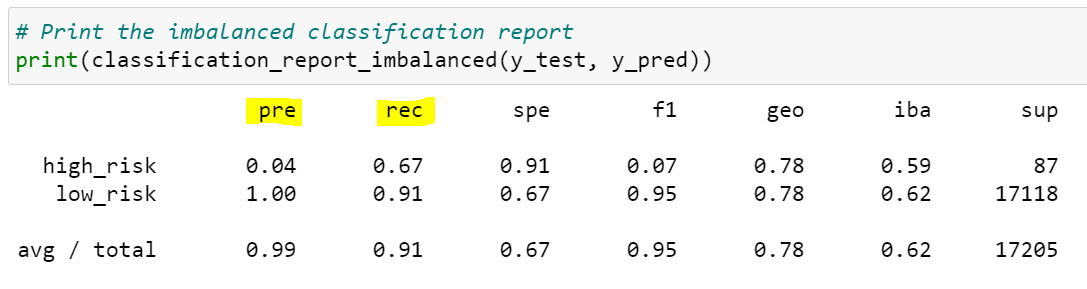 # Print the imbalanced classification report
print(classification_report_imbalanced(y_test, y_pred))
pre rec spe f1 geo iba sup
high_risk 0.04 0.67 0.91 0.07 0.78 0.59 87
low_risk 1.00 0.91 0.67 0.95 0.78 0.62 17118
avg / total 0.99 0.91 0.67 0.95 0.78 0.62 17205